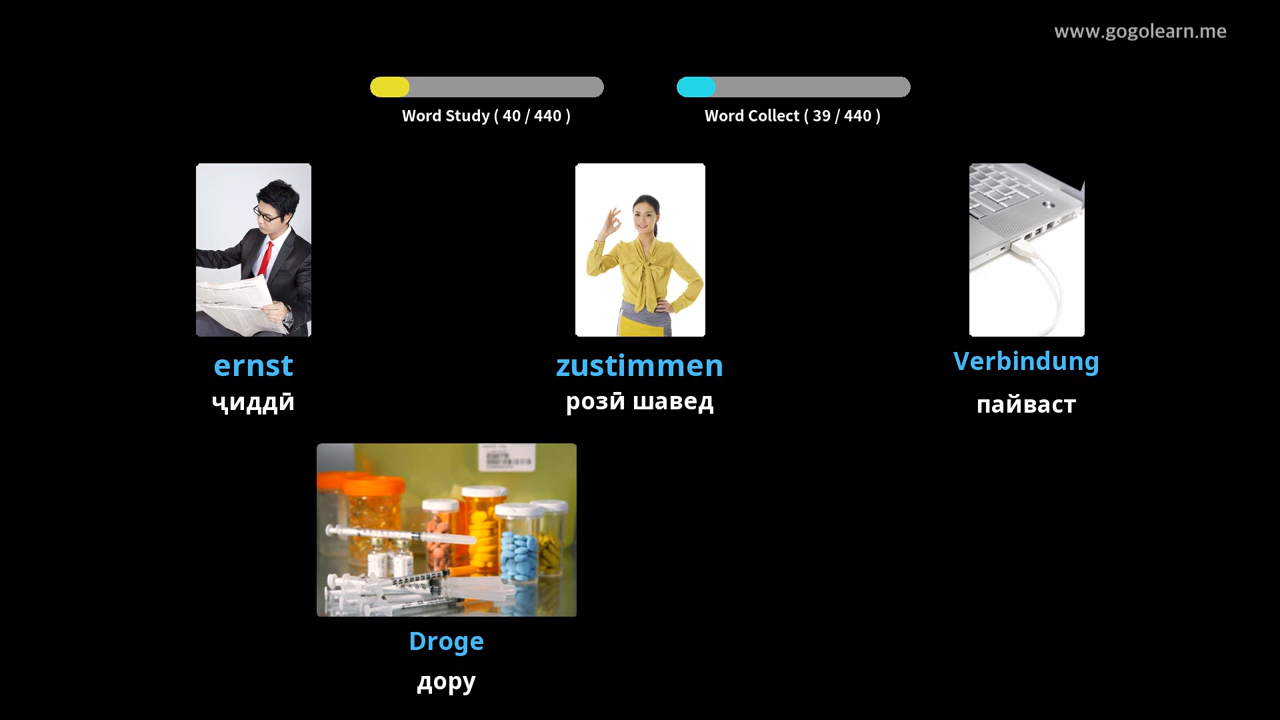 www.gogolearn.me
Word Study ( 40 / 440 )
Word Collect ( 39 / 440 )
ernst
ҷиддӣ
zustimmen
розӣ шавед
Verbindung
пайваст
Droge
дору